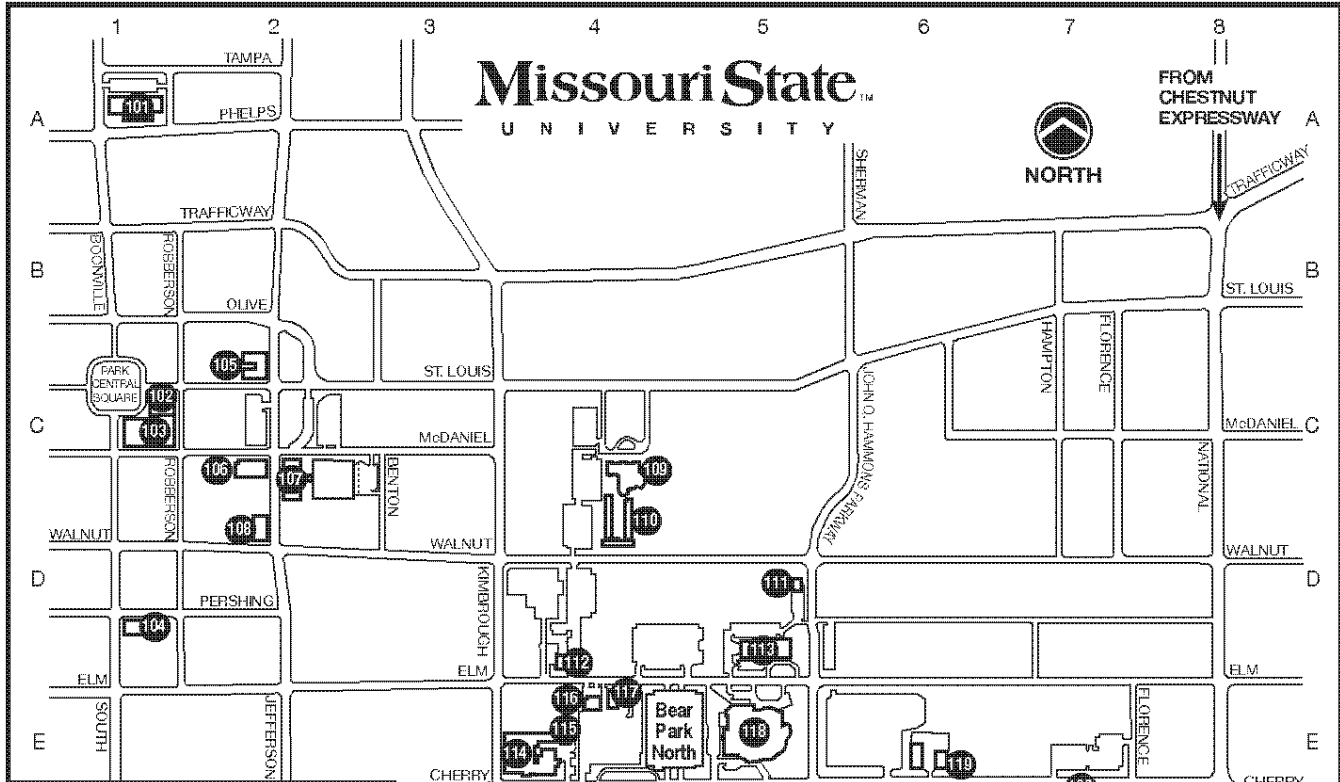 1 2 3 4 5 6 7 8
TAMPA
Missouri State™
UNIVERSITY
FROM
CHESTNUT
EXPRESSWAY
A
101
PHELPS
A
NORTH
SHERMAN
TRAFFICWAY
TRAFFICWAY
BOONVILLE
ROBBERSON
B
B
OLIVE
ST. LOUIS
HAMPTON
FLORENCE
105
PARK
CENTRAL
SQUARE
ST. LOUIS
JOHN Q. HAMMONS PARKWAY
102
C
103
McDANIEL
McDANIEL
C
ROBBERSON
106
107
BENTON
109
NATIONAL
110
108
WALNUT
WALNUT
WALNUT
D
KIMBROUGH
111
D
PERSHING
104
113
112
ELM
ELM
ELM
SOUTH
JEFFERSON
116
117
Bear
Park
North
FLORENCE
115
118
E
114
119
E
CHERRY
CHERRY